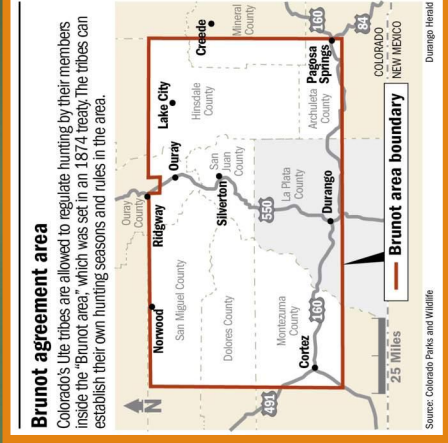 Brunot agreement area
Colorado's Ute tribes are allowed to regulate hunting by their members
inside the "Brunot area," which was set in an 1874 treaty. The tribes can
establish their own hunting seasons and rules in the area.
N
Ouray
County
Ridgway
Ouray
Lake City
Creede
Mineral
County
Norwood
San Miguel County
Hinsdale
County
San
Juan
County
Silverton
Dolores County
491
Montezuma
County
550
La Plata
County
Archuleta
County
160
Pagosa
Springs
84
Cortez
160
Durango
COLORADO
NEW MEXICO
25 Miles
Brunot area boundary
Source: Colorado Parks and Wildlife
Durango Herald